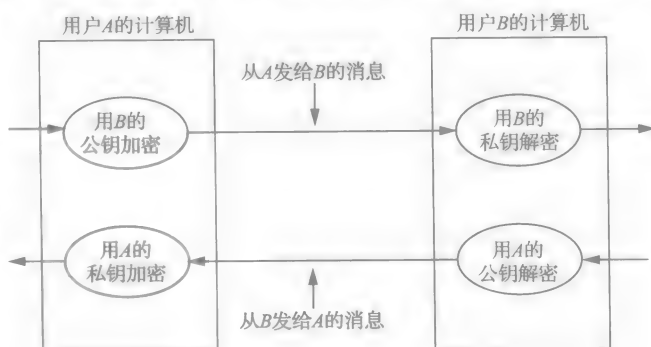 用户A的计算机
用户B的计算机
从A发给B的消息
用B的
公钥加密
用B的
私钥解密
用A的
私钥加密
用A的
公钥解密
从B发给A的消息